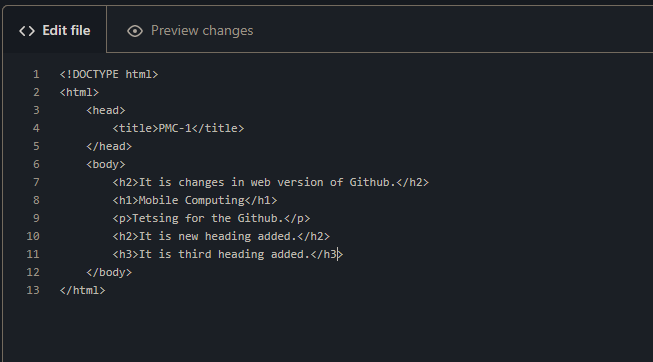 Edit file Preview changes
1 <!DOCTYPE html>
2 <html>
3 <head>
4 <title>PMC-1</title>
5 </head>
6 <body>
7 <h2>It is changes in web version of Github.</h2>
8 <h1>Mobile Computing</h1>
9 <p>Tetsing for the Github.</p>
10 <h2>It is new heading added.</h2>
11 <h3>It is third heading added.</h3>
12 </body>
13 </html>